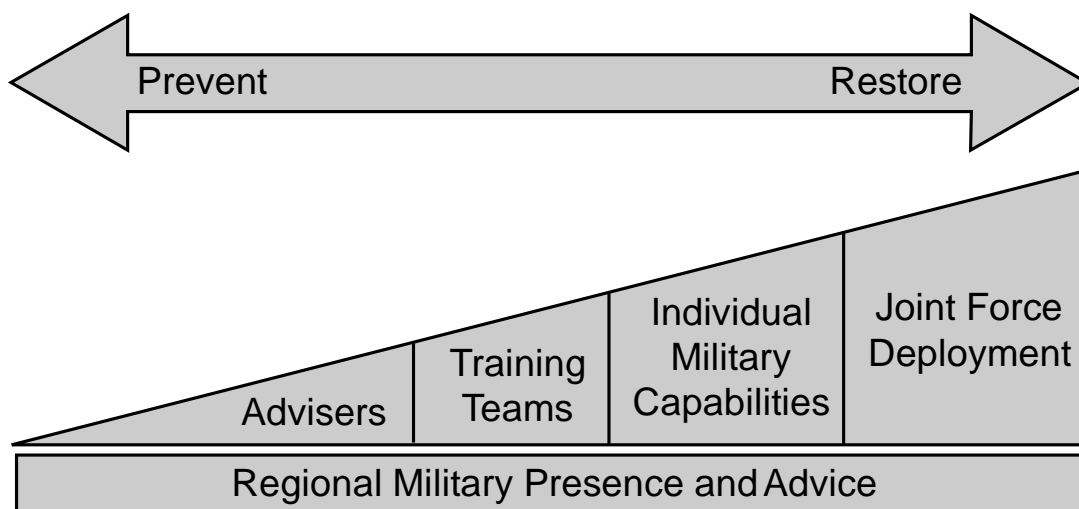 Prevent
Restore
Advisers
Training
Teams
Individual
Military
Capabilities
Joint Force
Deployment
Regional Military Presence and Advice